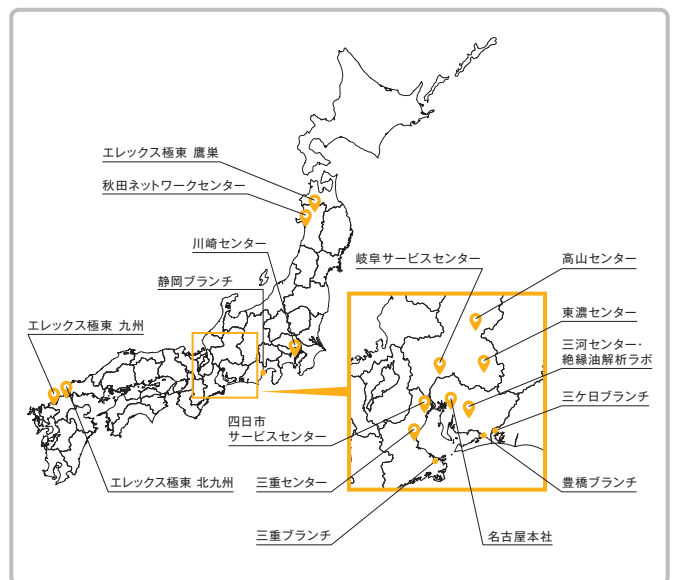 エレックス極東 鷹巣
秋田ネットワークセンター
川崎センター
静岡ブランチ
エレックス極東 九州
岐阜サービスセンター
高山センター
東濃センター
三河センター・
絶縁油解析ラボ
三ケ日ブランチ
四日市
サービスセンター
三重センター
エレックス極東 北九州
豊橋ブランチ
三重ブランチ
名古屋本社